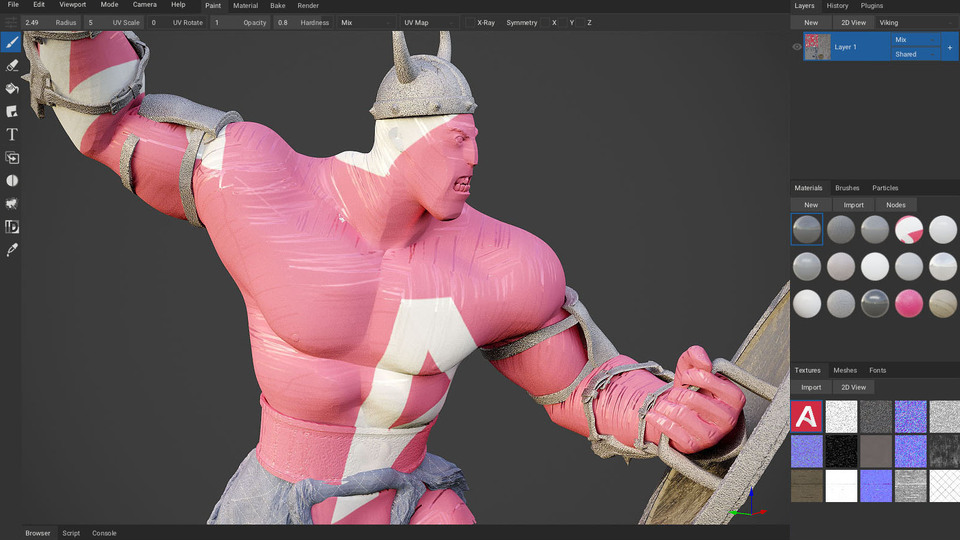 File Edit Viewport Mode Camera Help Paint Material Bake Render
2.49 Radius 5 UV Scale 0 UV Rotate 1 Opacity 0.8 Hardness Mix UV Map X-Ray Symmetry X Y Z
Layers History Plugins
New 2D View Viking
Layer 1
Mix
Shared
+
T
Materials Brushes Particles
New Import Nodes
Textures Meshes Fonts
Import 2D View
A
Browser Script Console